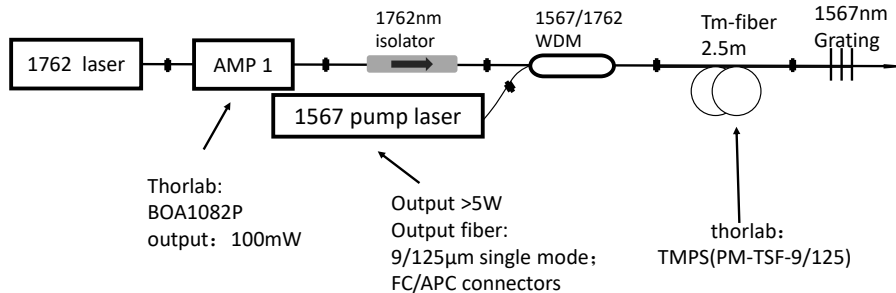 1762nm
isolator
1567/1762
WDM
Tm-fiber
2.5m
1567nm
Grating
1762 laser
AMP 1
1567 pump laser
Thorlab:
BOA1082P
output：100mW
Output >5W
Output fiber:
9/125μm single mode；
FC/APC connectors
thorlab：
TMPS(PM-TSF-9/125)